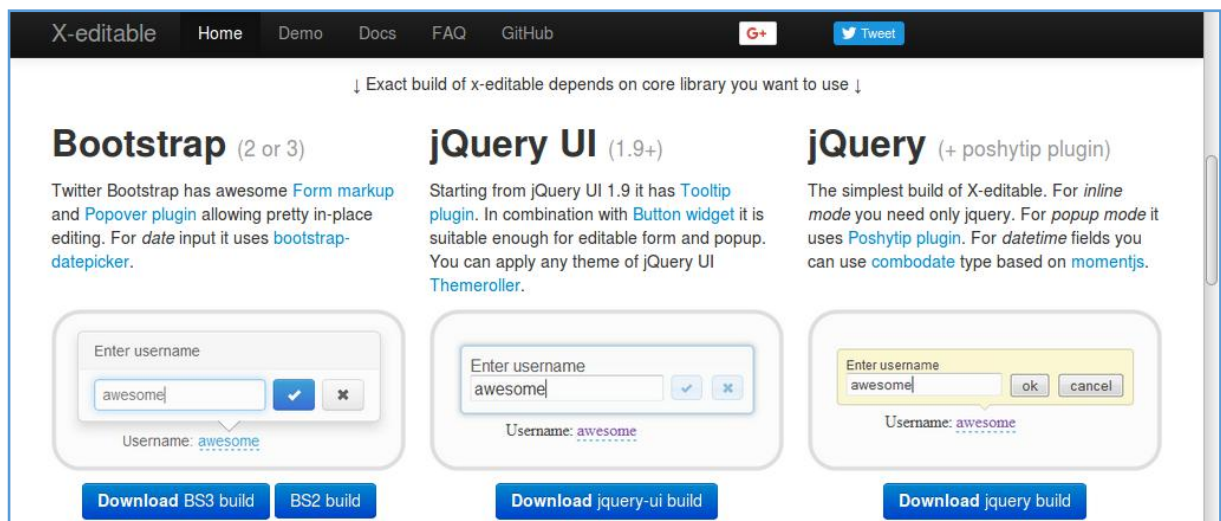 X-editable Home Demo Docs FAQ GitHub G+ Tweet
↓ Exact build of x-editable depends on core library you want to use ↓
Bootstrap (2 or 3)
Twitter Bootstrap has awesome Form markup
and Popover plugin allowing pretty in-place
editing. For date input it uses bootstrap-
datepicker.
Enter username
awesome
Username: awesome
Download BS3 build BS2 build
jQuery UI (1.9+)
Starting from jQuery UI 1.9 it has Tooltip
plugin. In combination with Button widget it is
suitable enough for editable form and popup.
You can apply any theme of jQuery UI
Themeroller.
Enter username
awesome
Username: awesome
Download jquery-ui build
jQuery (+ poshytip plugin)
The simplest build of X-editable. For inline
mode you need only jquery. For popup mode it
uses Poshytip plugin. For datetime fields you
can use combodate type based on momentjs.
Enter username
awesome ok cancel
Username: awesome
Download jquery build